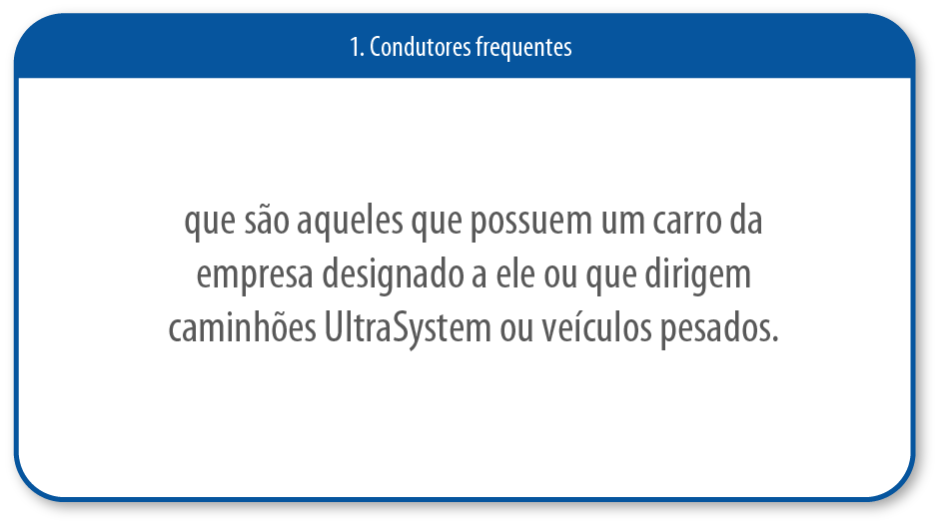 1. Condutores frequentes
que são aqueles que possuem um carro da
empresa designado a ele ou que dirigem
caminhões UltraSystem ou veículos pesados.